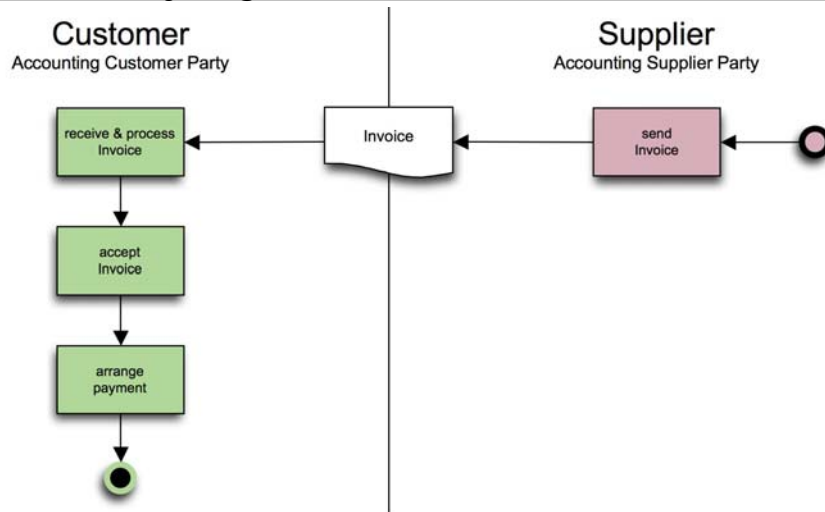 Customer
Accounting Customer Party
Supplier
Accounting Supplier Party
receive & process
Invoice
Invoice
send
Invoice
accept
Invoice
arrange
payment